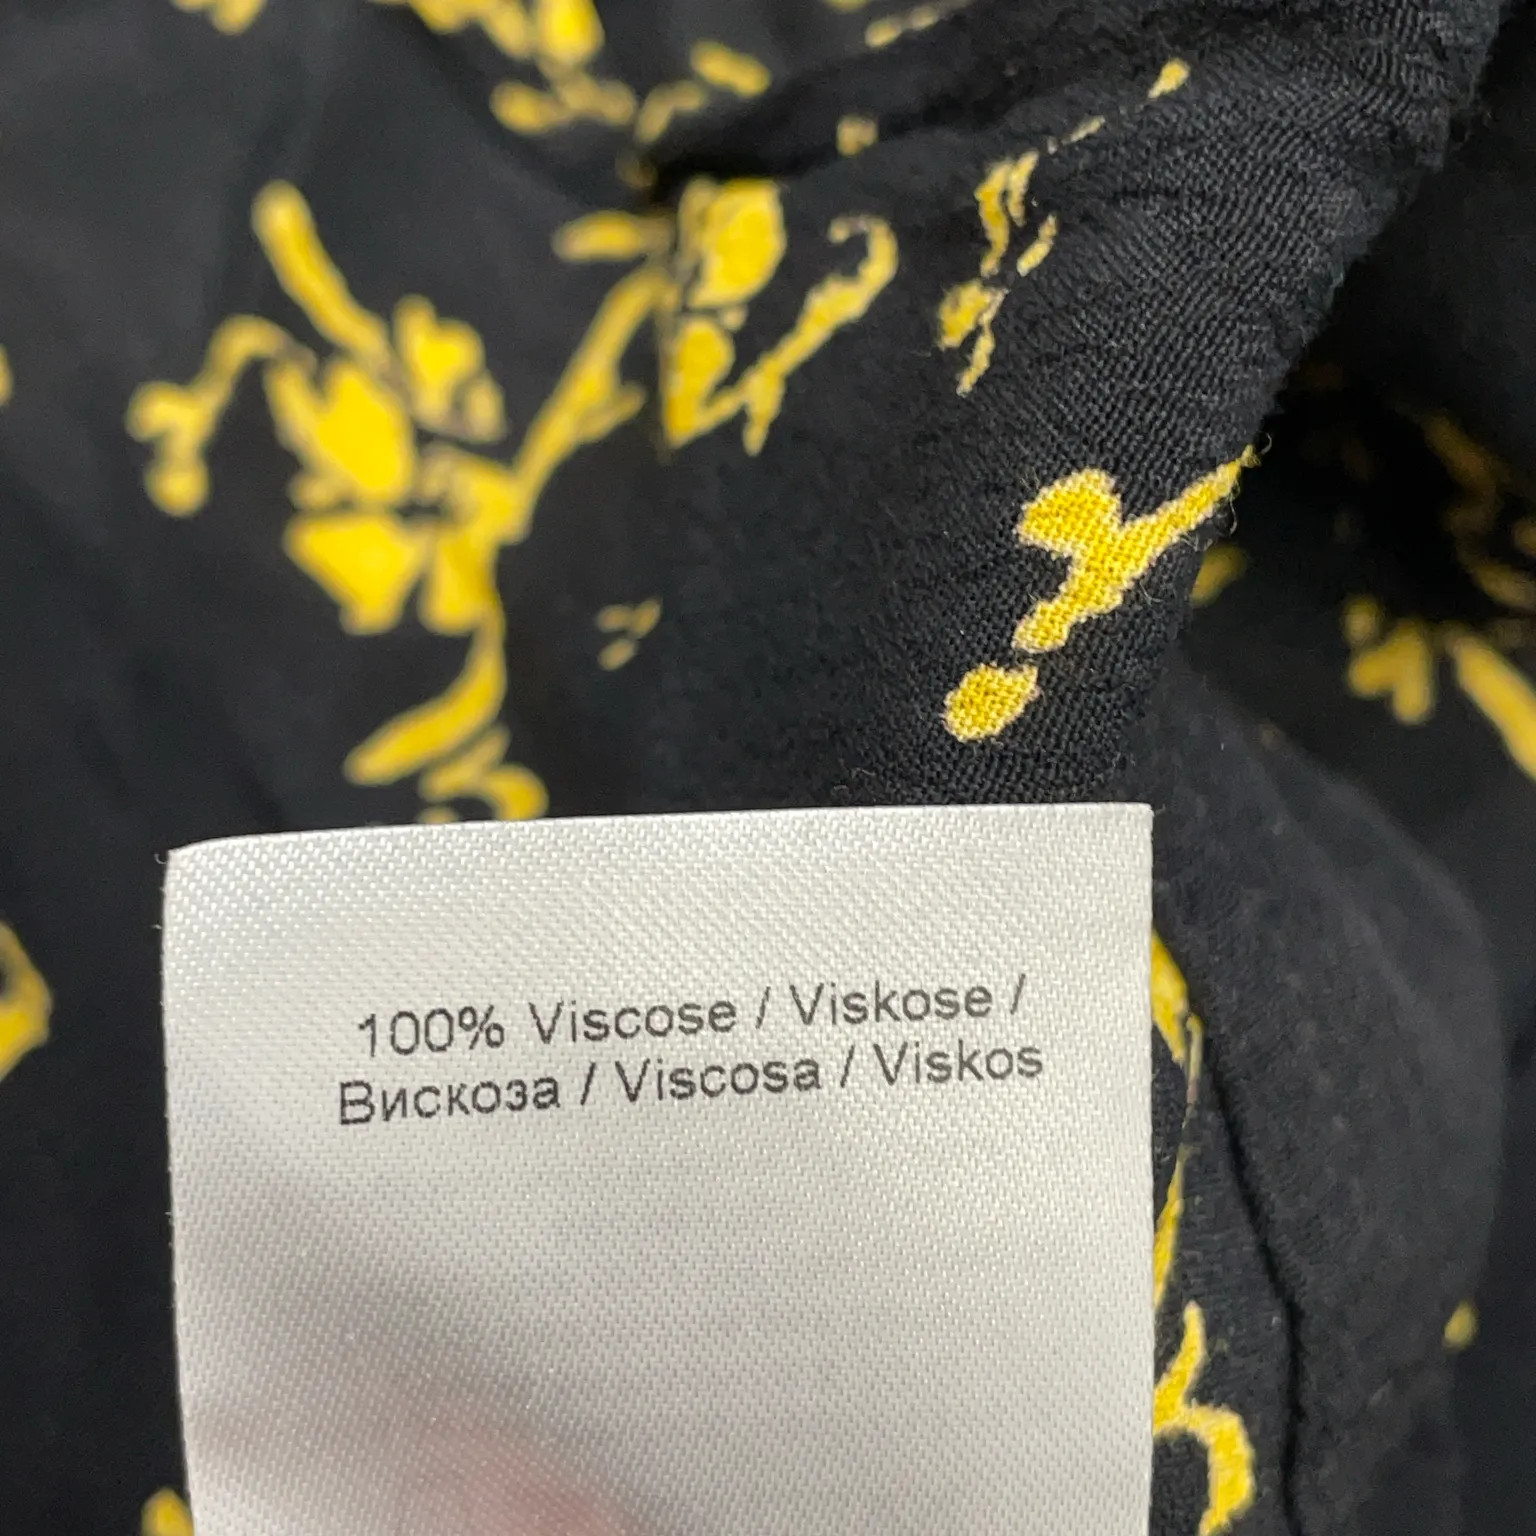 100% Viscose / Viskose /
Вискоза / Viscosa / Viskos